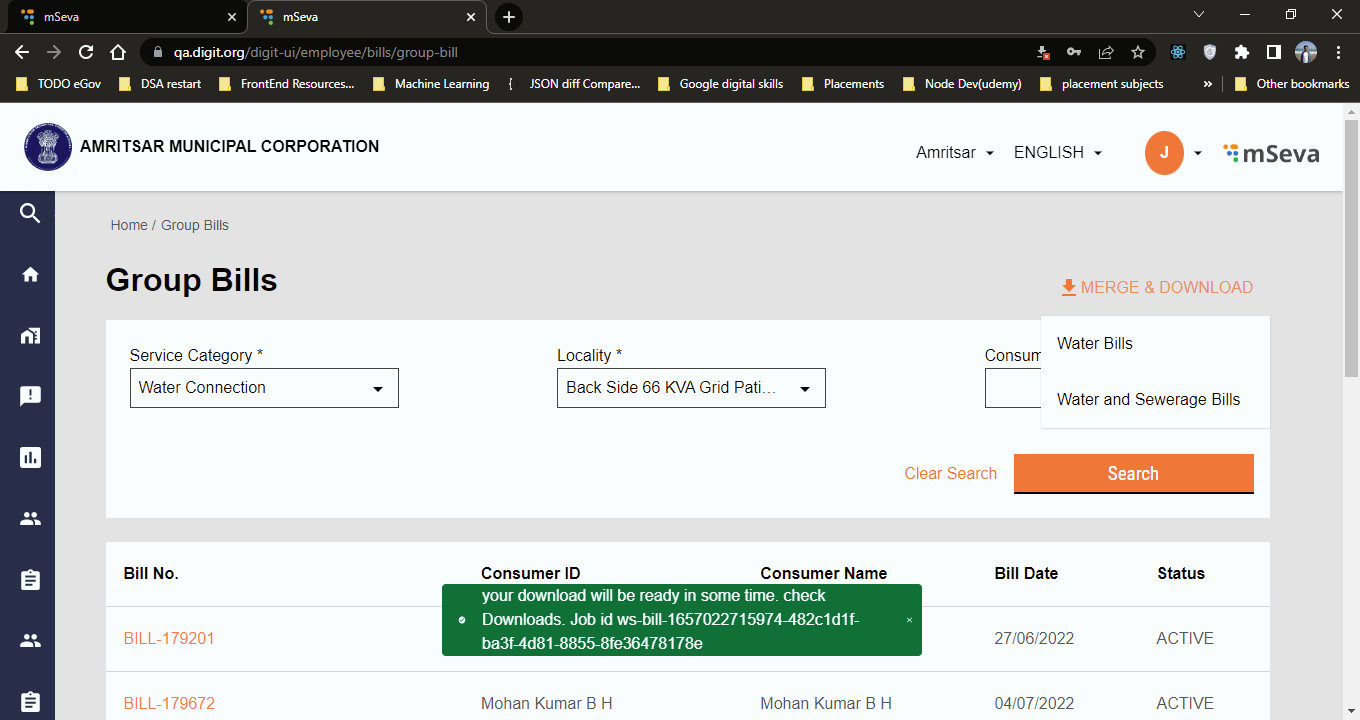 mSeva
mSeva
qa.digit.org/digit-ui/employee/bills/group-bill
TODO eGov
DSA restart
FrontEnd Resources...
Machine Learning
JSON diff Compare...
Google digital skills
Placements
Node Dev(udemy)
placement subjects
»
Other bookmarks
AMRITSAR MUNICIPAL CORPORATION
Amritsar
ENGLISH
J
mSeva
Home / Group Bills
Group Bills
MERGE & DOWNLOAD
Water Bills
Water and Sewerage Bills
Service Category *
Locality *
Consum
Water Connection
Back Side 66 KVA Grid Pati...
Clear Search
Search
Bill No. Consumer ID Consumer Name Bill Date Status
your download will be ready in some time. check
Downloads. Job id ws-bill-1657022715974-482c1d1f-
ba3f-4d81-8855-8fe36478178e
BILL-179201 27/06/2022 ACTIVE
BILL-179672 Mohan Kumar B H Mohan Kumar B H 04/07/2022 ACTIVE